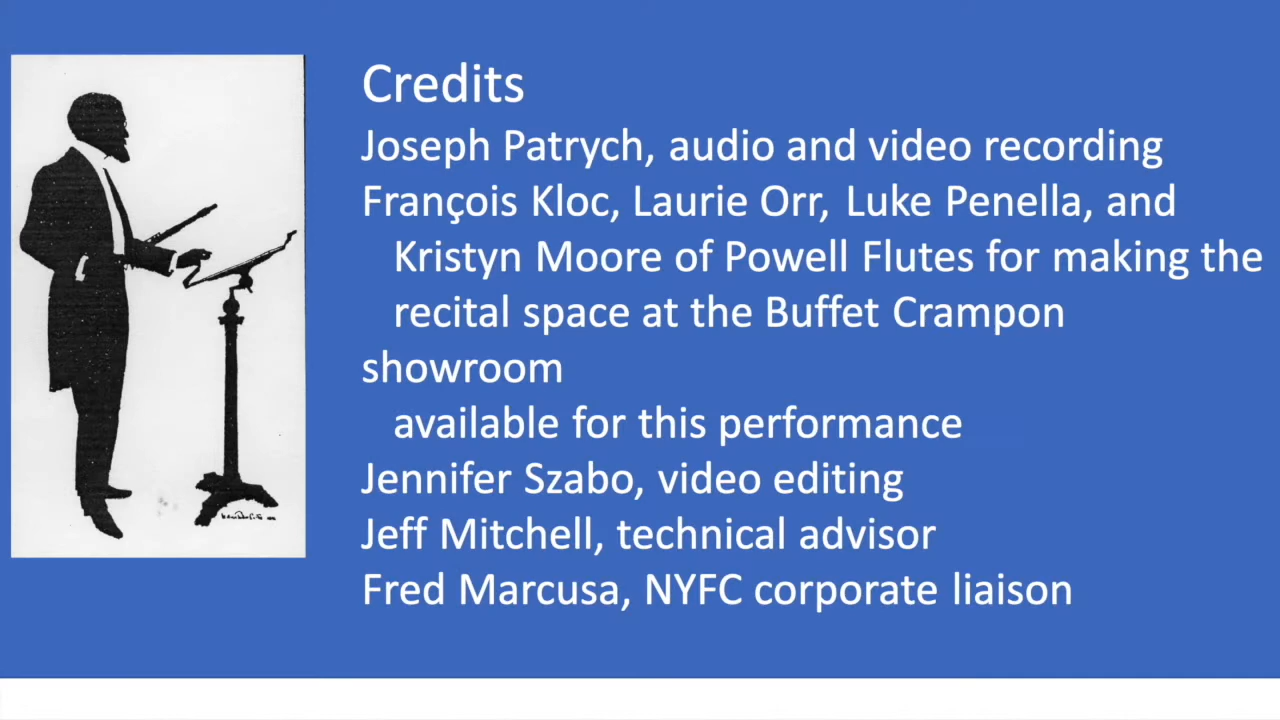 Credits
Joseph Patrych, audio and video recording
François Kloc, Laurie Orr, Luke Penella, and
Kristyn Moore of Powell Flutes for making the
recital space at the Buffet Crampon
showroom
available for this performance
Jennifer Szabo, video editing
Jeff Mitchell, technical advisor
Fred Marcusa, NYFC corporate liaison